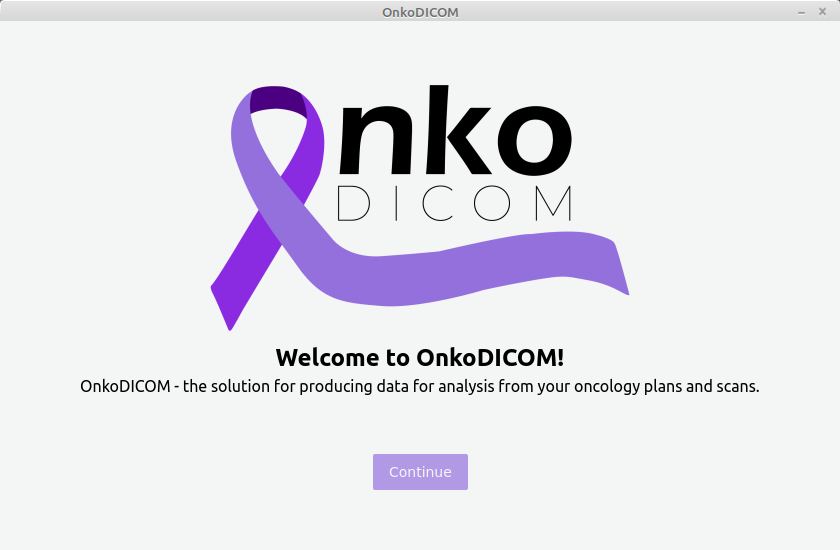 OnkoDICOM
nko
DICOM
Welcome to OnkoDICOM!
OnkoDICOM - the solution for producing data for analysis from your oncology plans and scans.
Continue